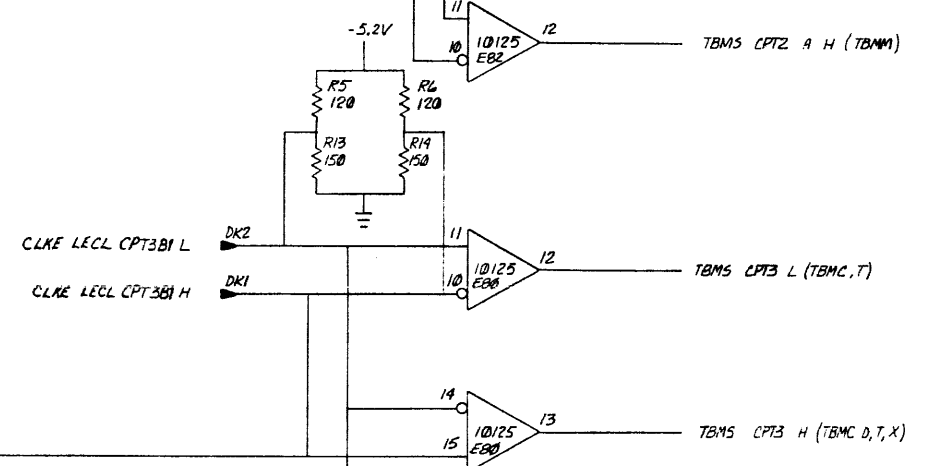 11
12
-5.2V
10
10125
E82
TBMS CPT2 A H (TBMM)
R5
120
R6
120
R13
150
R14
150
CLKE LECL CPT3B1 L
DK2
11
12
10125
E80
TBMS CPT3 L (TBMC,T)
CLKE LECL CPT3B1 H
DK1
10
14
13
10125
E80
TBMS CPT3 H (TBMC D,T,X)
15